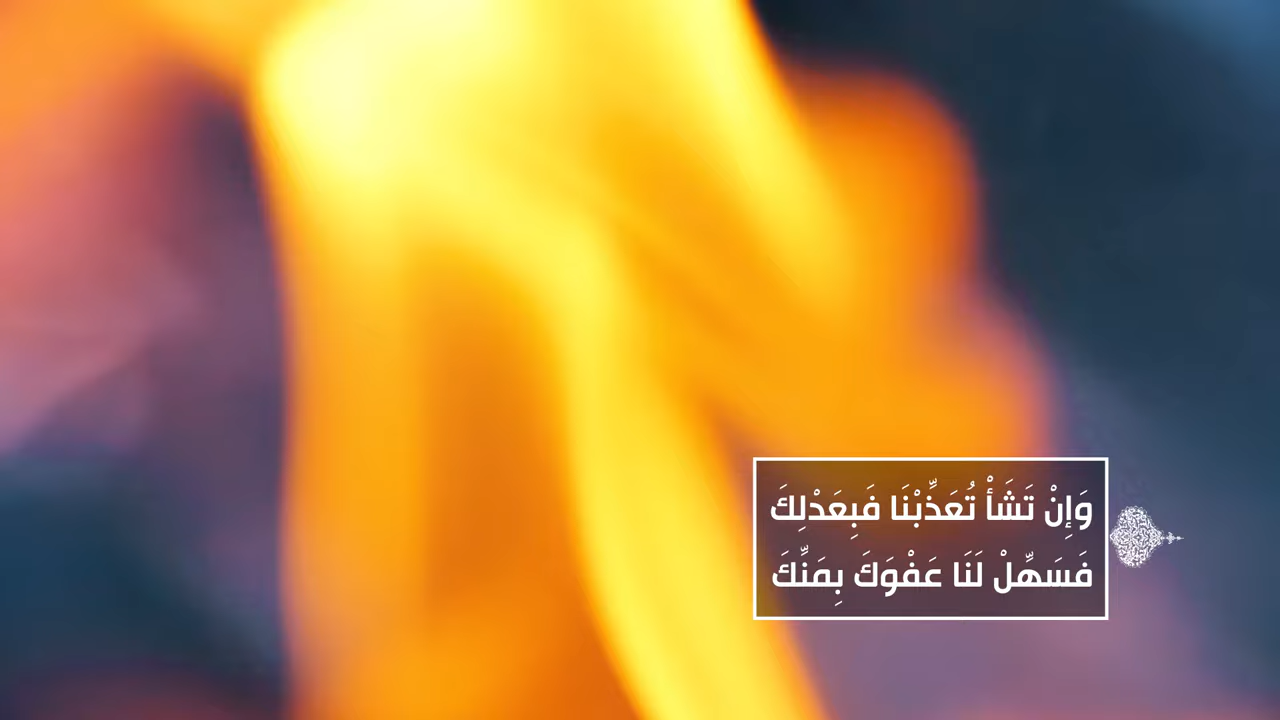 وَإِنْ تَشَأْ تُعَذِّبْنَا فَبِعَدْلِكَ
فَسَهِّلْ لَنَا عَفْوَكَ بِمَنِّكَ